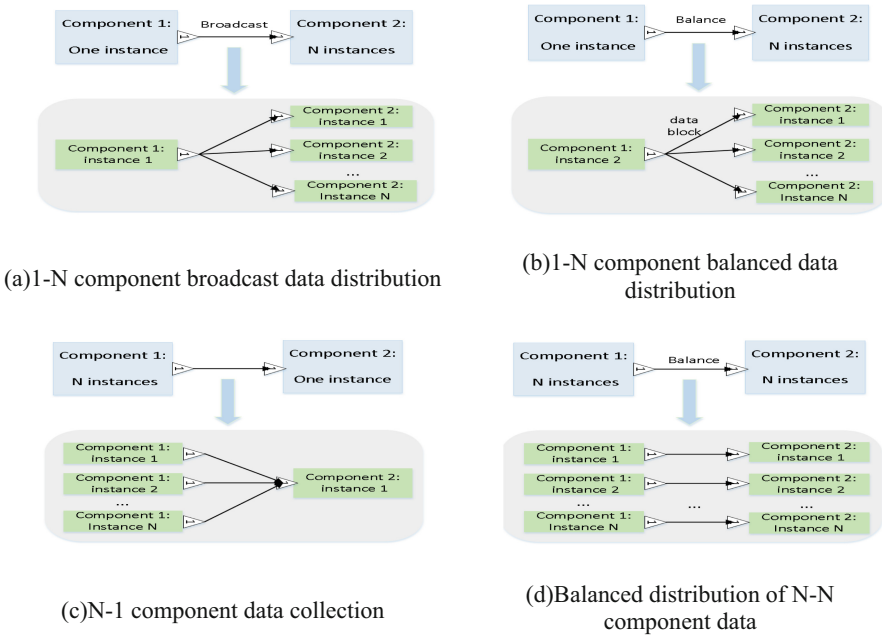 Component 1:
One instance
Broadcast
Component 2:
N instances
Component 1:
instance 1
Component 2:
instance 1
Component 2:
instance 2
...
Component 2:
Instance N
(a)1-N component broadcast data distribution
Component 1:
One instance
Balance
Component 2:
N instances
Component 1:
instance 2
data
block
Component 2:
instance 1
Component 2:
instance 2
...
Component 2:
Instance N
(b)1-N component balanced data
distribution
Component 1:
N instances
Component 2:
One instance
Component 1:
instance 1
Component 1:
instance 2
...
Component 1:
Instance N
Component 2:
instance 1
(c)N-1 component data collection
Component 1:
N instances
Balance
Component 2:
N instances
Component 1:
instance 1
Component 2:
instance 1
Component 1:
instance 2
Component 2:
instance 2
... ... ...
Component 1:
Instance N
Component 2:
Instance N
(d)Balanced distribution of N-N
component data